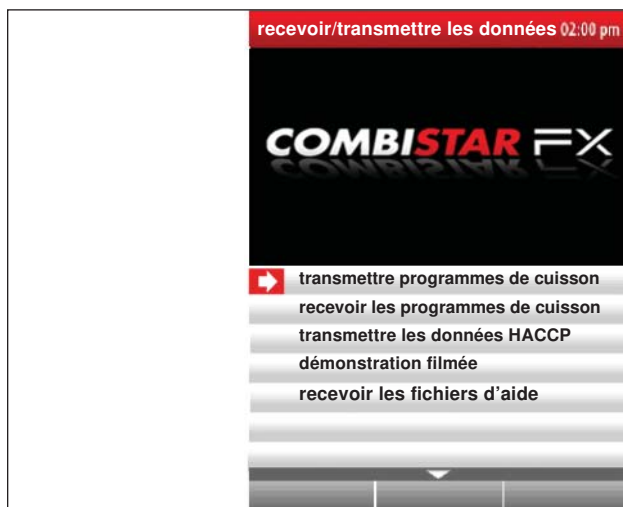 recevoir/transmettre les données 02:00 pm
COMBISTAR FX
transmettre programmes de cuisson
recevoir les programmes de cuisson
transmettre les données HACCP
démonstration filmée
recevoir les fichiers d'aide